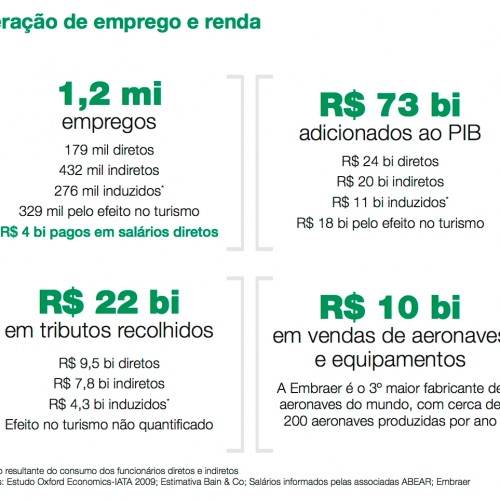 eração de emprego e renda
1,2 mi
empregos
179 mil diretos
432 mil indiretos
276 mil induzidos*
329 mil pelo efeito no turismo
R$ 4 bi pagos em salários diretos
R$ 73 bi
adicionados ao PIB
R$ 24 bi diretos
R$ 20 bi indiretos
R$ 11 bi induzidos*
R$ 18 bi pelo efeito no turismo
R$ 22 bi
em tributos recolhidos
R$ 9,5 bi diretos
R$ 7,8 bi indiretos
R$ 4,3 bi induzidos*
Efeito no turismo não quantificado
R$ 10 bi
em vendas de aeronaves
e equipamentos
A Embraer é o 3º maior fabricante de
aeronaves do mundo, com cerca de
200 aeronaves produzidas por ano
o resultante do consumo dos funcionários diretos e indiretos
s: Estudo Oxford Economics-IATA 2009; Estimativa Bain & Co; Salários informados pelas associadas ABEAR; Embraer